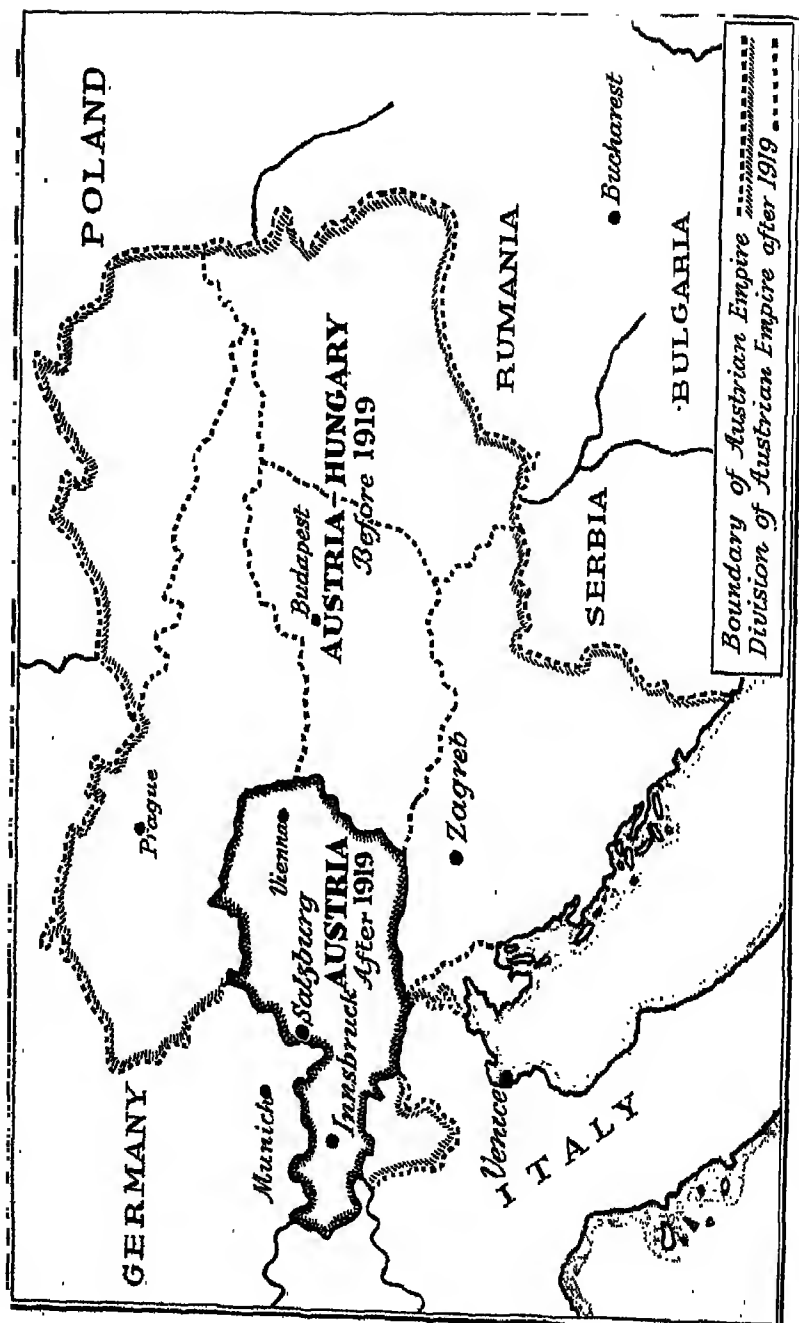 GERMANY
POLAND
Prague
Munich
Salzburg
Vienna
Innsbruck
AUSTRIA
After 1919
Budapest
AUSTRIA-HUNGARY
Before 1919
Zagreb
Venice
ITALY
SERBIA
RUMANIA
Bucharest
BULGARIA
Boundary of Austrian Empire
Division of Austrian Empire after 1919